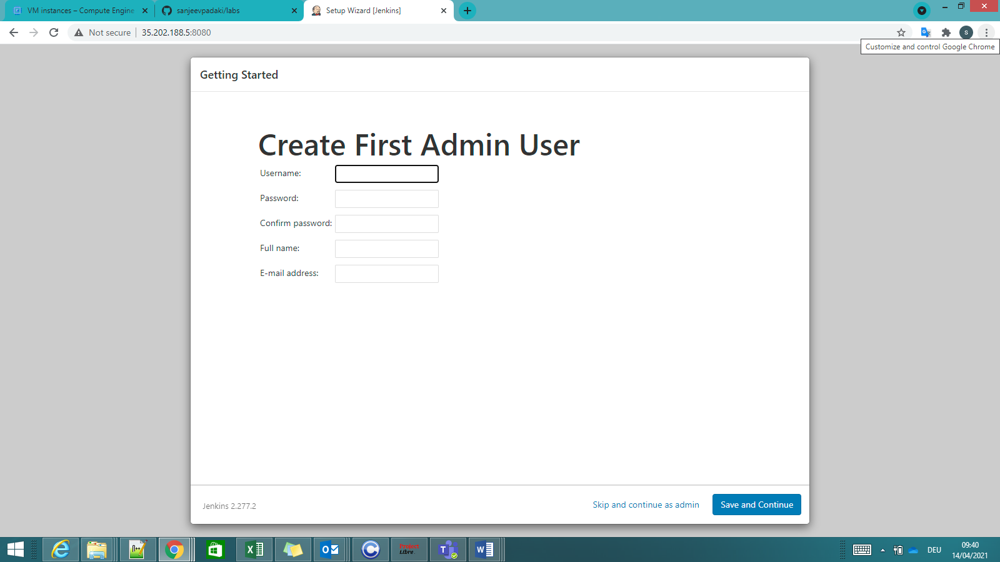 VM instances – Compute Engine
sanjeevpadaki/labs
Setup Wizard [Jenkins]
Not secure
35.202.188.5:8080
S
Customize and control Google Chrome
Getting Started
Create First Admin User
Username:
Password:
Confirm password:
Full name:
E-mail address:
Jenkins 2.277.2
Skip and continue as admin
Save and Continue
Project
Libre
DEU
09:40
14/04/2021